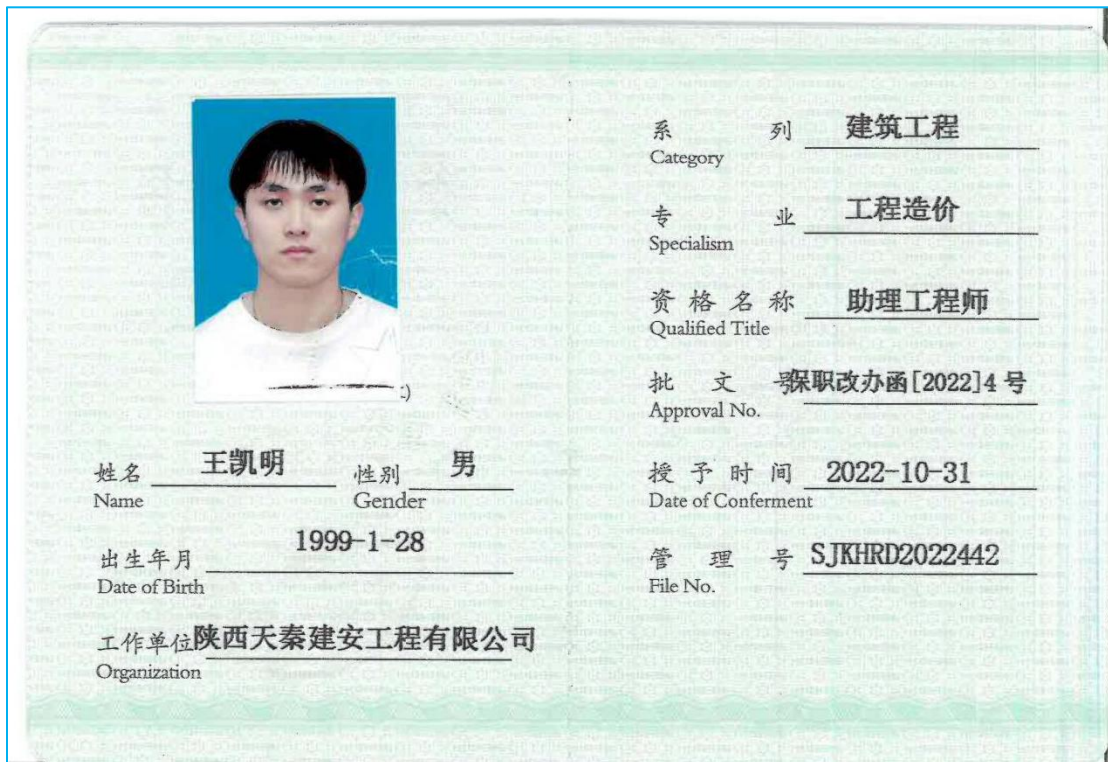 姓名 王凯明 性别 男
Name Gender
出生年月 1999-1-28
Date of Birth
工作单位 陕西天秦建安工程有限公司
Organization
系列 建筑工程
Category
专业 工程造价
Specialism
资格名称 助理工程师
Qualified Title
批文号 保职改办函[2022]4号
Approval No.
授予时间 2022-10-31
Date of Conferment
管理号 SJKHRD2022442
File No.